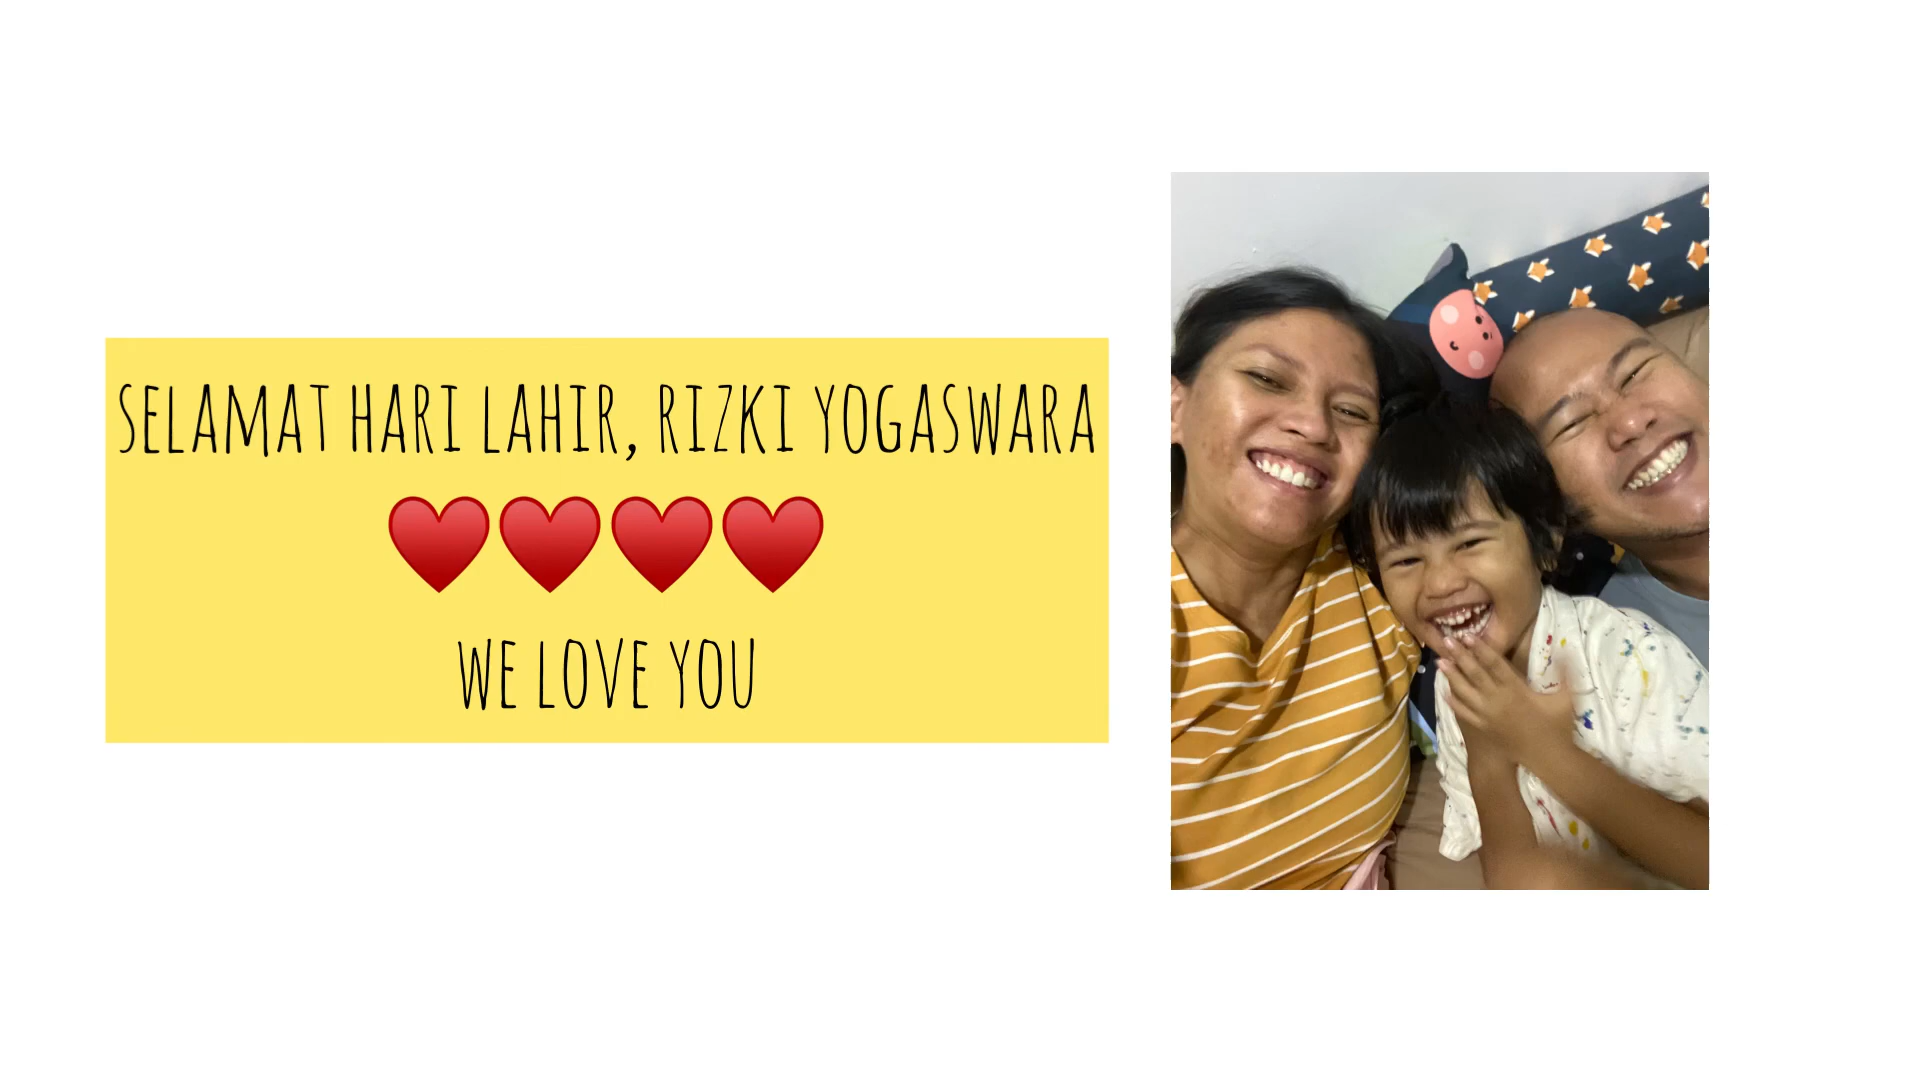 SELAMAT HARI LAHIR, RIZKI YOGASWARA
♥️♥️♥️♥️
WE LOVE YOU